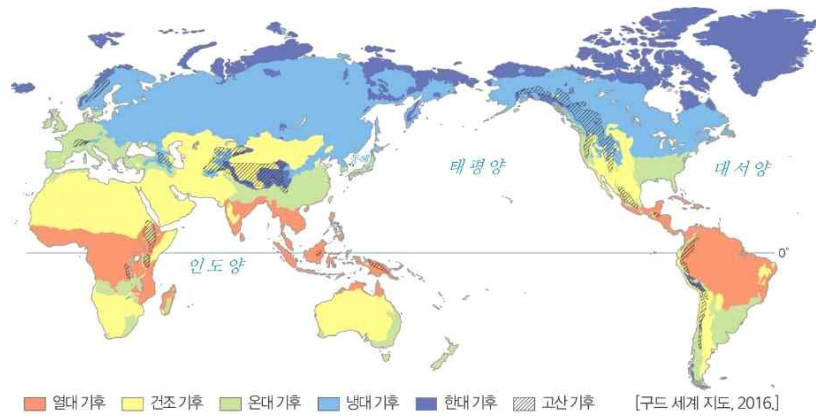 태평양
대서양
인도양
0°
열대 기후
건조 기후
온대 기후
냉대 기후
한대 기후
고산 기후
[구드 세계 지도, 2016.]